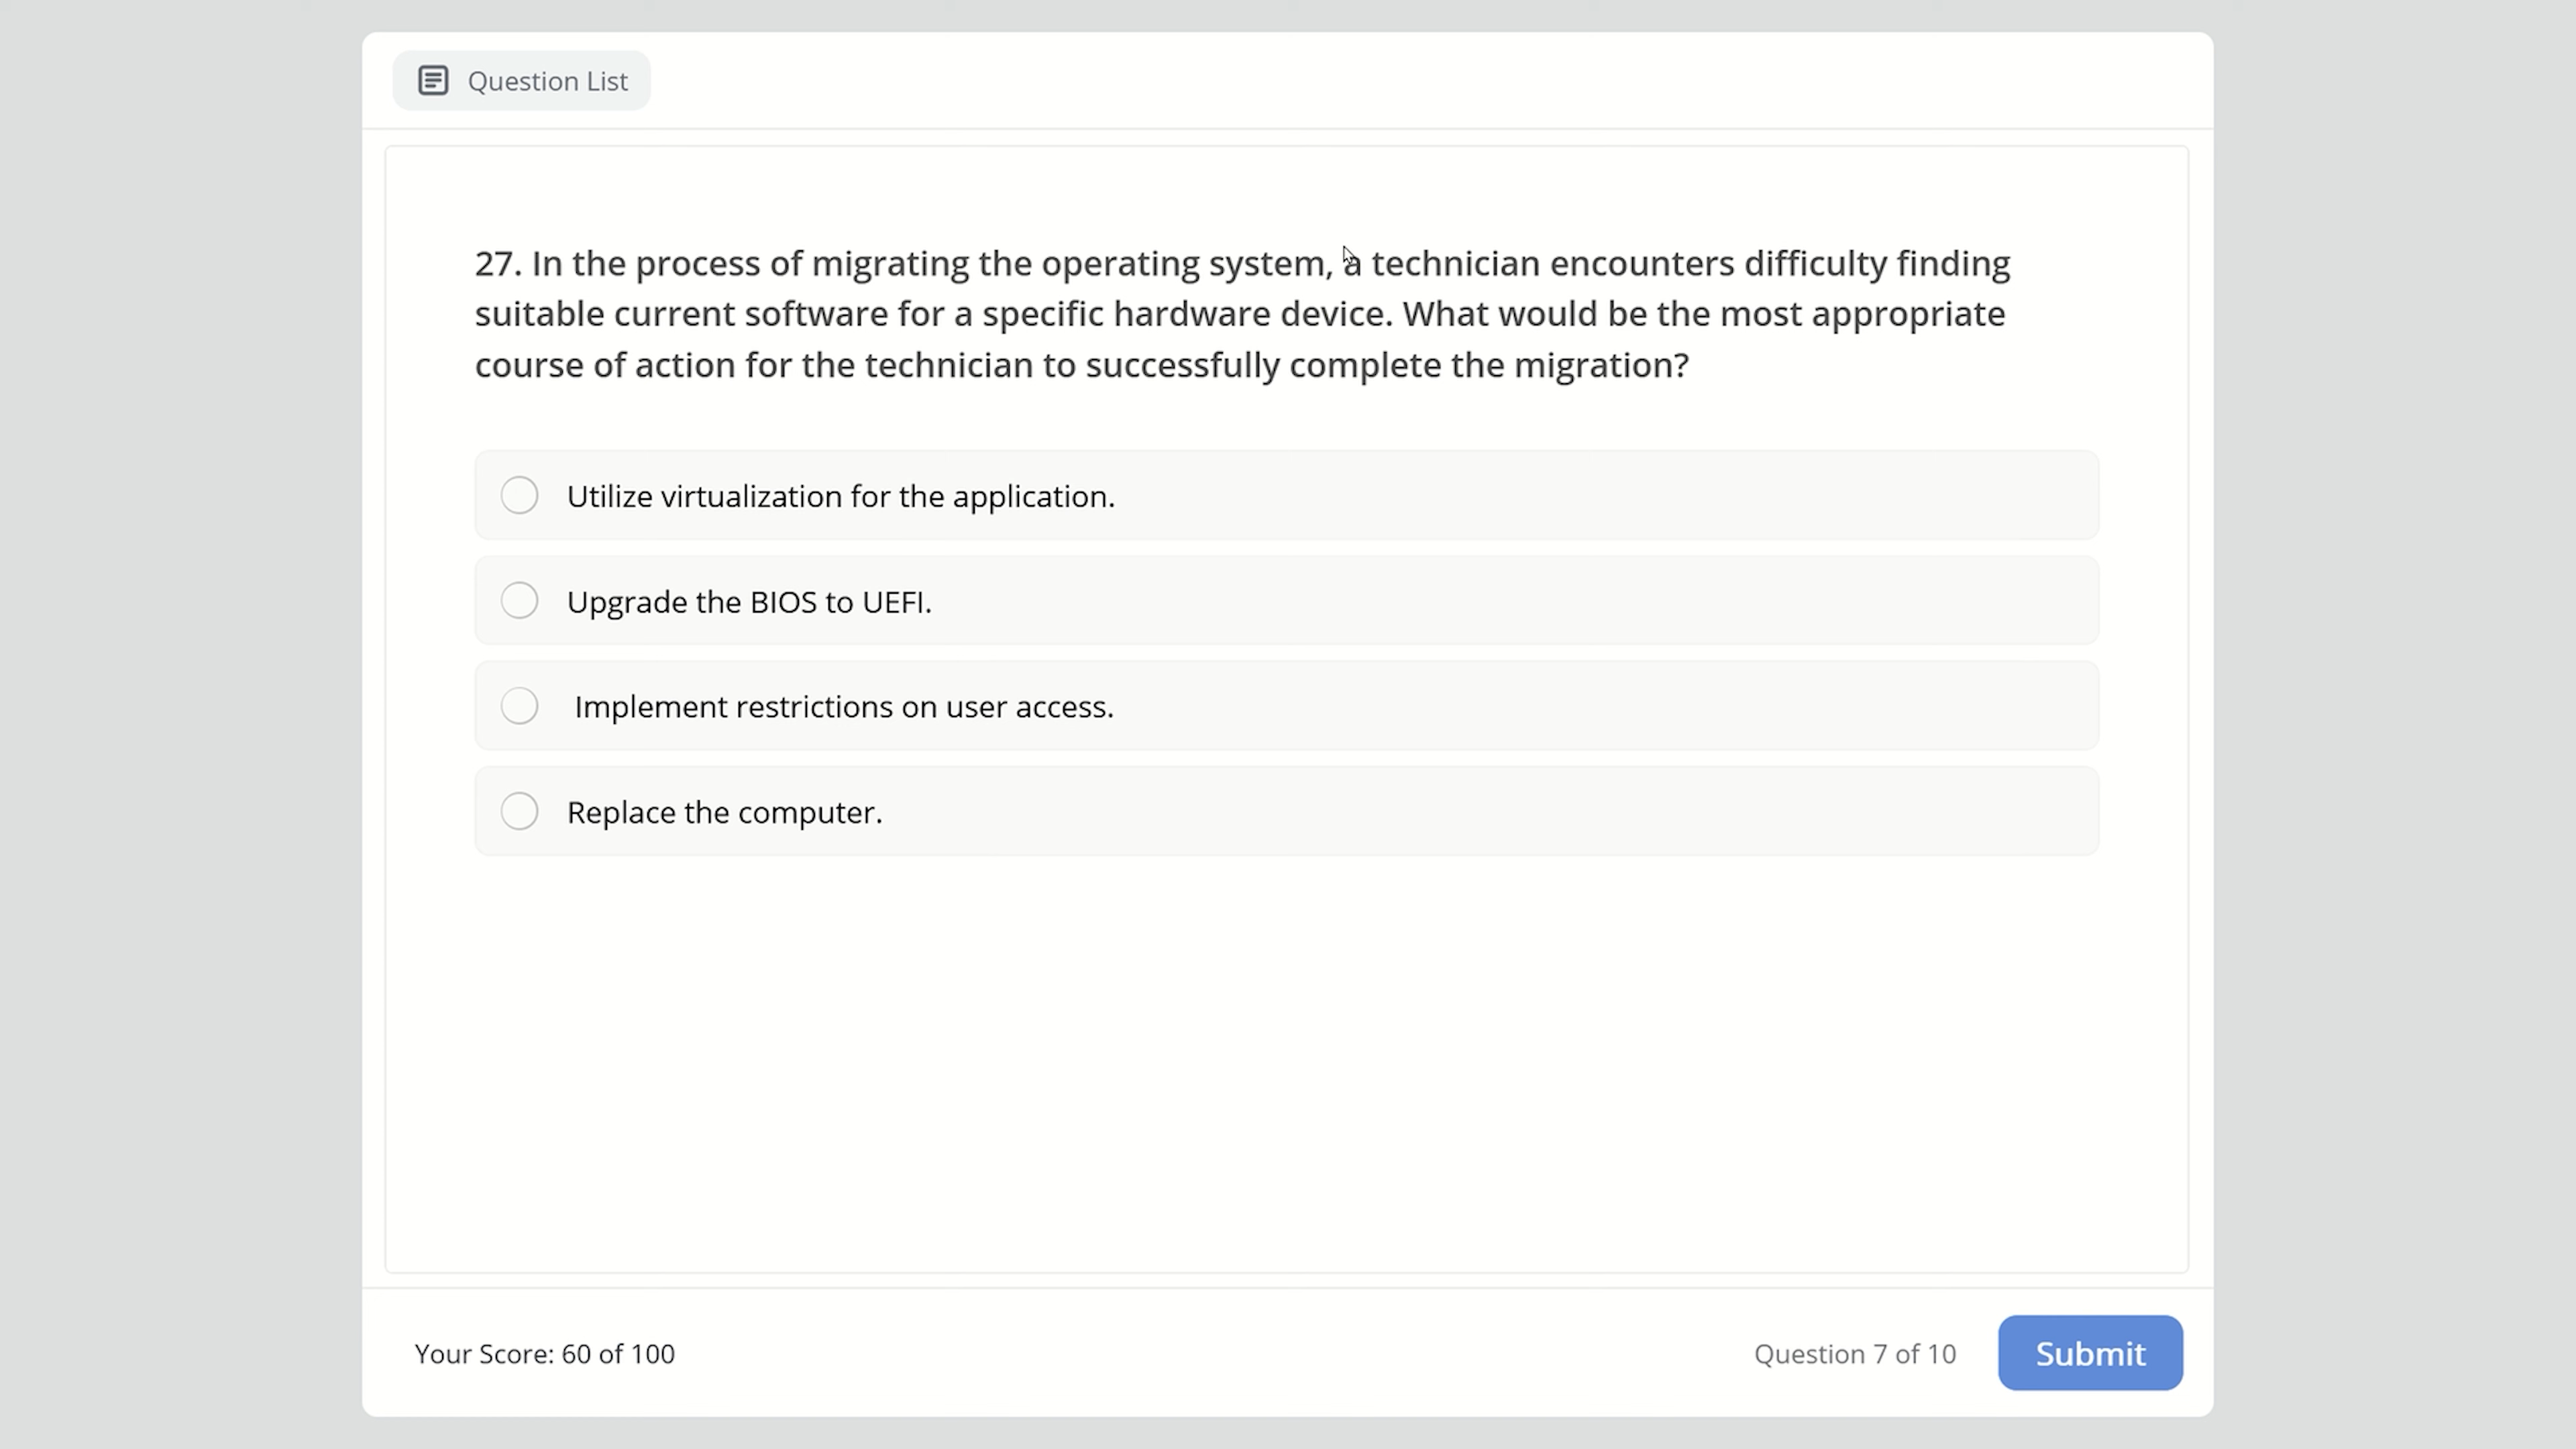 Question List
27. In the process of migrating the operating system, a technician encounters difficulty finding
suitable current software for a specific hardware device. What would be the most appropriate
course of action for the technician to successfully complete the migration?
Utilize virtualization for the application.
Upgrade the BIOS to UEFI.
Implement restrictions on user access.
Replace the computer.
Your Score: 60 of 100
Question 7 of 10
Submit